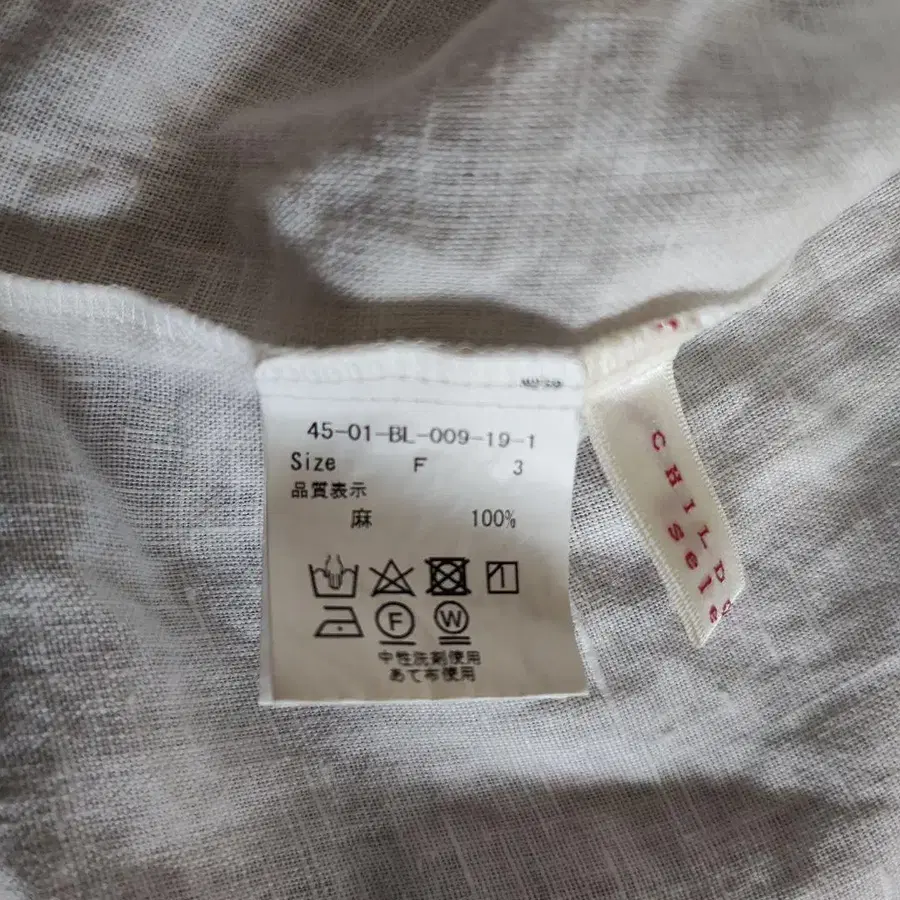 45-01-BL-009-19-1
Size F 3
品質表示
麻 100%
F W
中性洗剤使用
あて布使用
CHILD
Sele